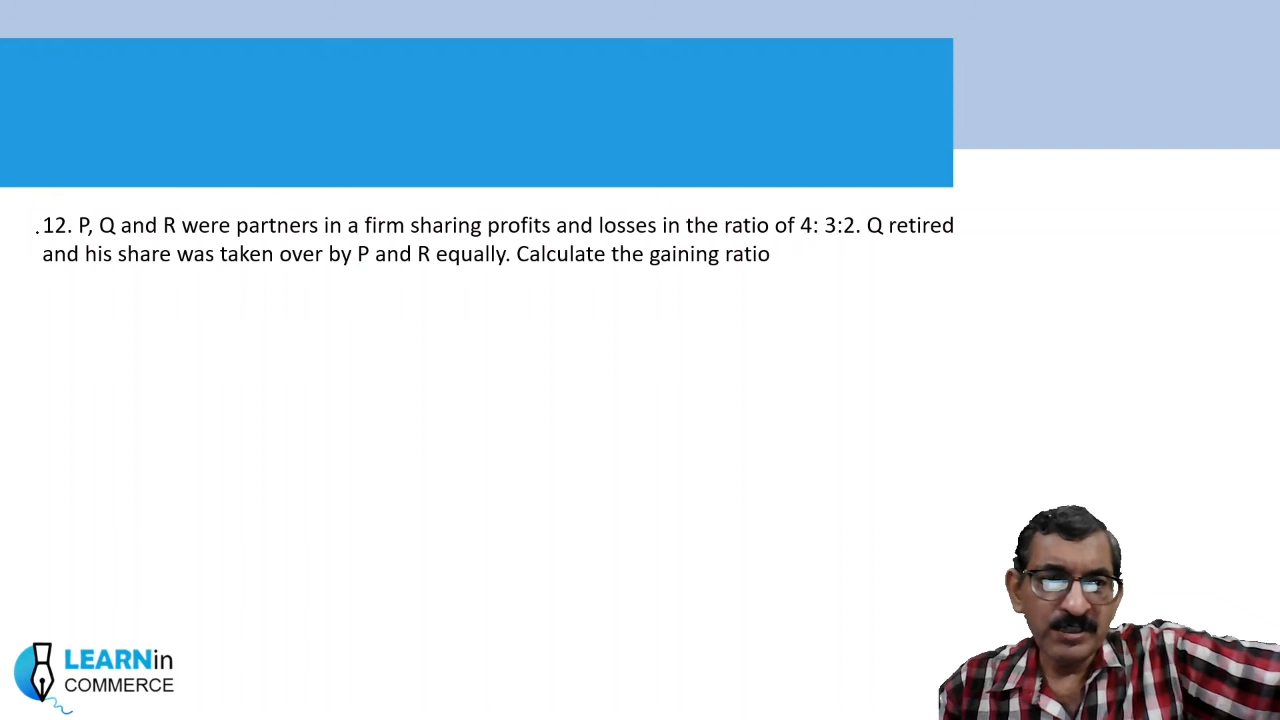 .12. P, Q and R were partners in a firm sharing profits and losses in the ratio of 4: 3:2. Q retired
and his share was taken over by P and R equally. Calculate the gaining ratio
LEARNin
COMMERCE